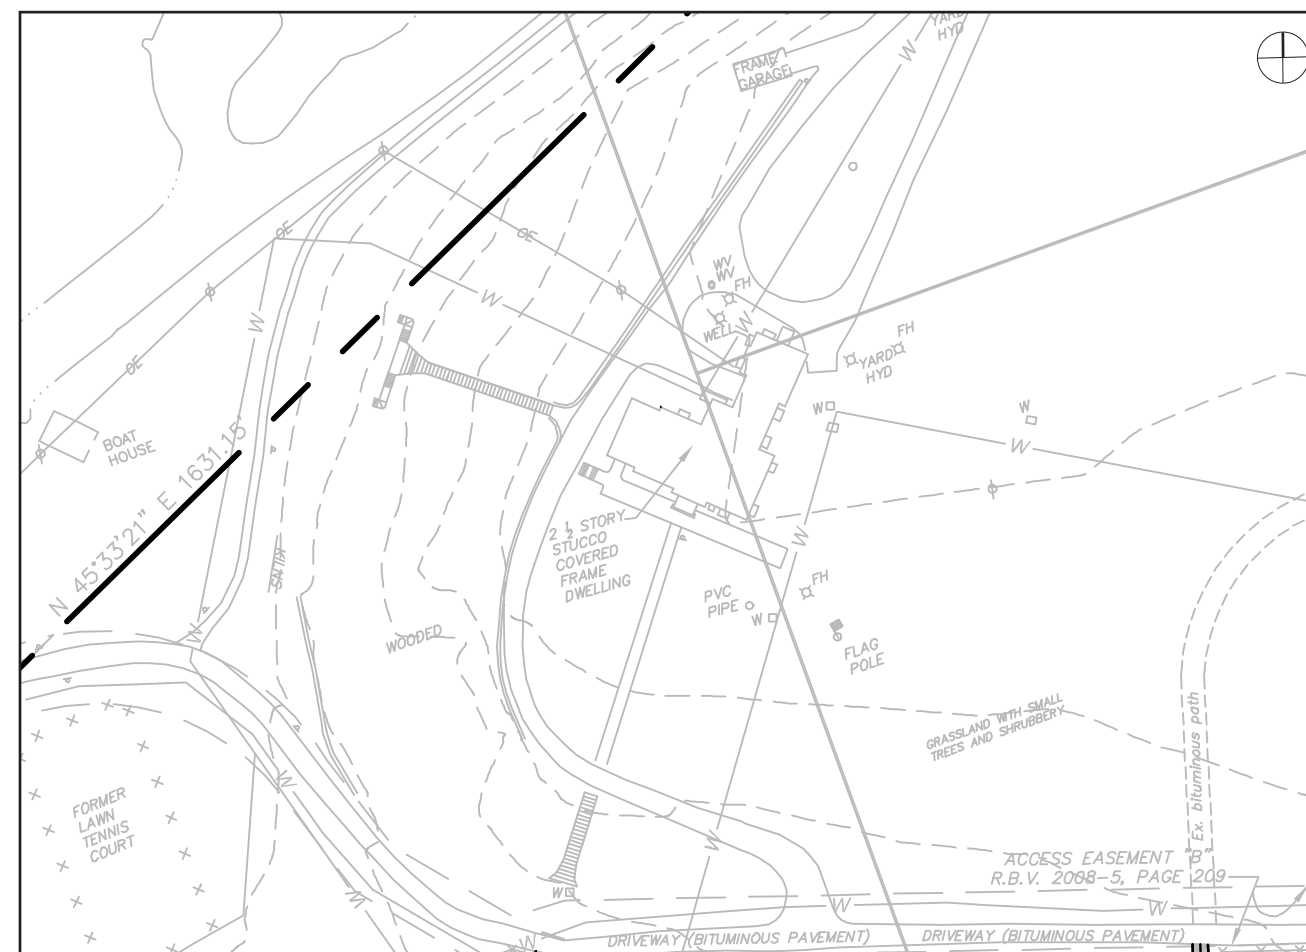 YARD
HYD
W
FRAME
GARAGE
OE
OE
W
WV
WV
FH
W
WELL
W
FH
YARD
HYD
OE
W
W
W
BOAT
HOUSE
N 45°33'21" E 1631.15'
W
2 ½ STORY
STUCCO
COVERED
FRAME
DWELLING
PVC
PIPE
W
FH
FLAG
POLE
W
WOODED
GRASSLAND WITH SMALL
TREES AND SHRUBBERY
Ex. bituminous path
W
FORMER
LAWN
TENNIS
COURT
W
ACCESS EASEMENT "B"
R.B.V. 2008-5, PAGE 209
W
W
W
W
W
DRIVEWAY (BITUMINOUS PAVEMENT)
DRIVEWAY (BITUMINOUS PAVEMENT)